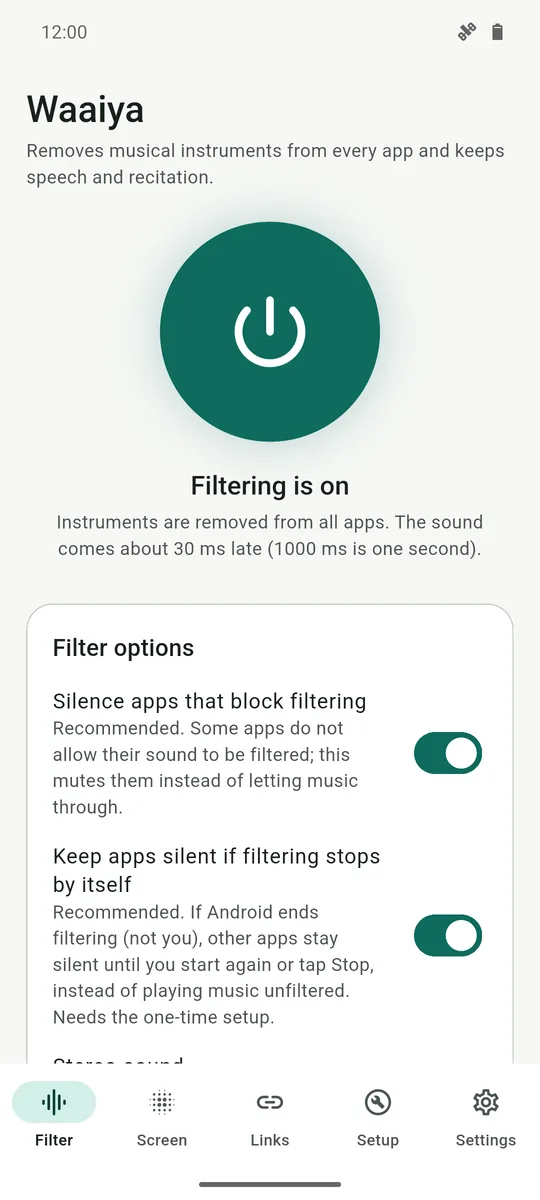 12:00
Waaiya
Removes musical instruments from every app and keeps
speech and recitation.
Filtering is on
Instruments are removed from all apps. The sound
comes about 30 ms late (1000 ms is one second).
Filter options
Silence apps that block filtering
Recommended. Some apps do not
allow their sound to be filtered; this
mutes them instead of letting music
through.
Keep apps silent if filtering stops
by itself
Recommended. If Android ends
filtering (not you), other apps stay
silent until you start again or tap Stop,
instead of playing music unfiltered.
Needs the one-time setup.
Stereo sound
Filter
Screen
Links
Setup
Settings